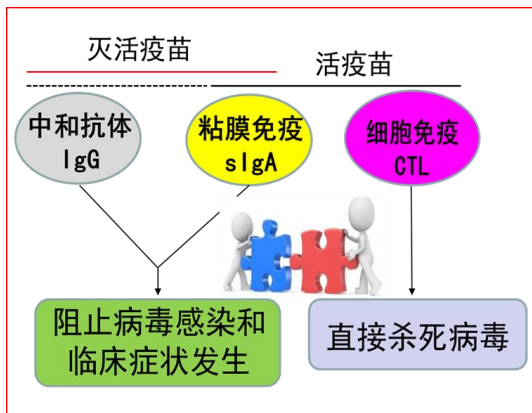 灭活疫苗
活疫苗
中和抗体
IgG
粘膜免疫
sIgA
细胞免疫
CTL
阻止病毒感染和
临床症状发生
直接杀死病毒